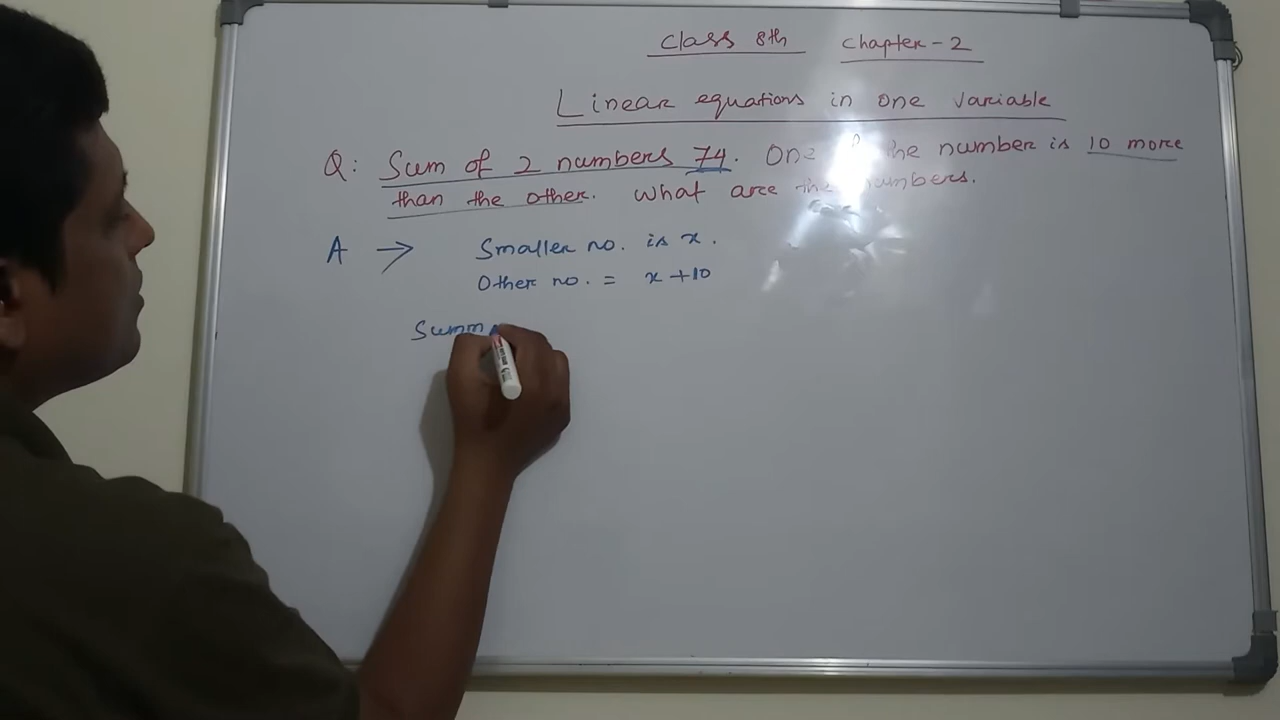 Class 8th Chapter-2
Linear equations in one variable
Q: Sum of 2 numbers 74. One the number is 10 more
than the other. What are the numbers.
A → Smaller no. is x.
Other no. = x+10
Summ